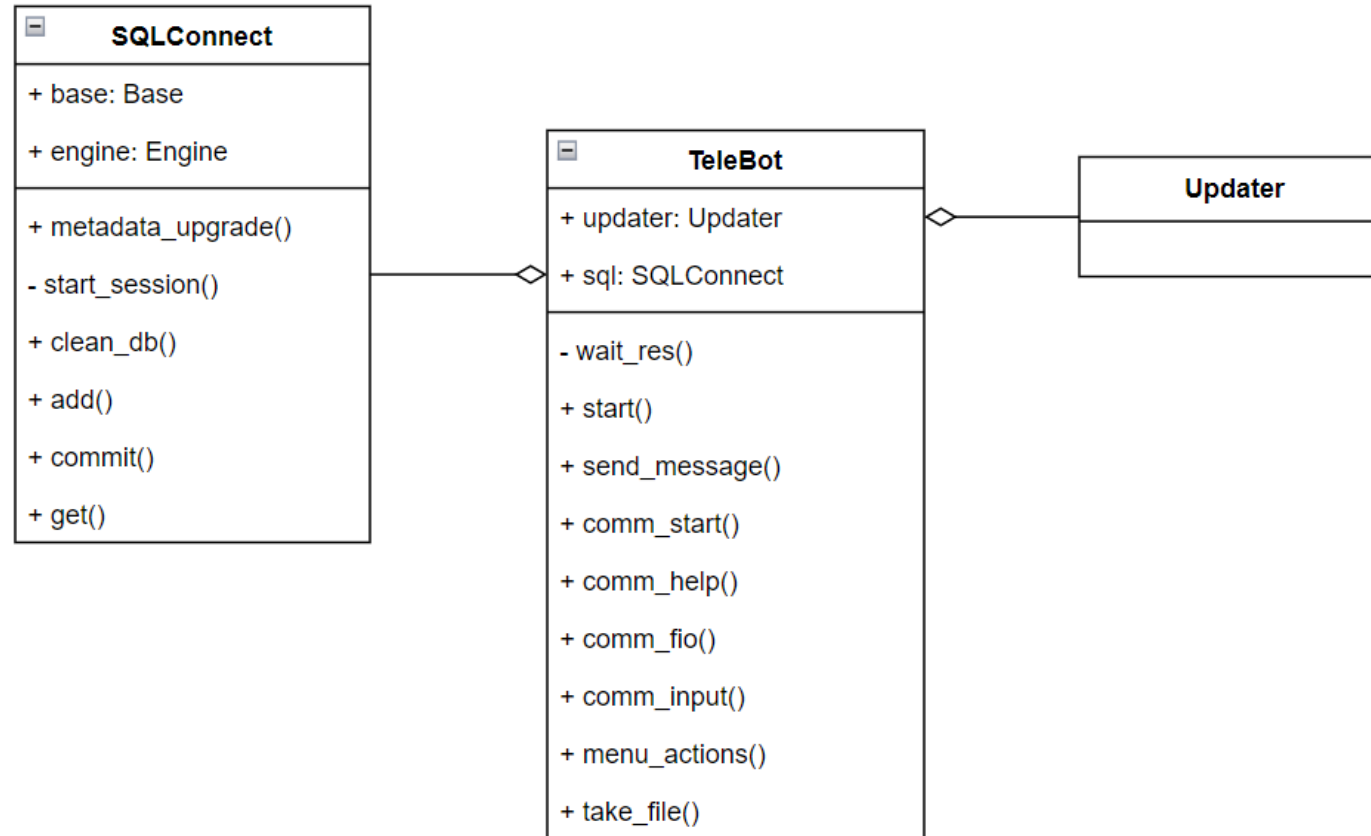 SQLConnect
+ base: Base
+ engine: Engine
+ metadata_upgrade()
- start_session()
+ clean_db()
+ add()
+ commit()
+ get()
TeleBot
+ updater: Updater
+ sql: SQLConnect
- wait_res()
+ start()
+ send_message()
+ comm_start()
+ comm_help()
+ comm_fio()
+ comm_input()
+ menu_actions()
+ take_file()
Updater